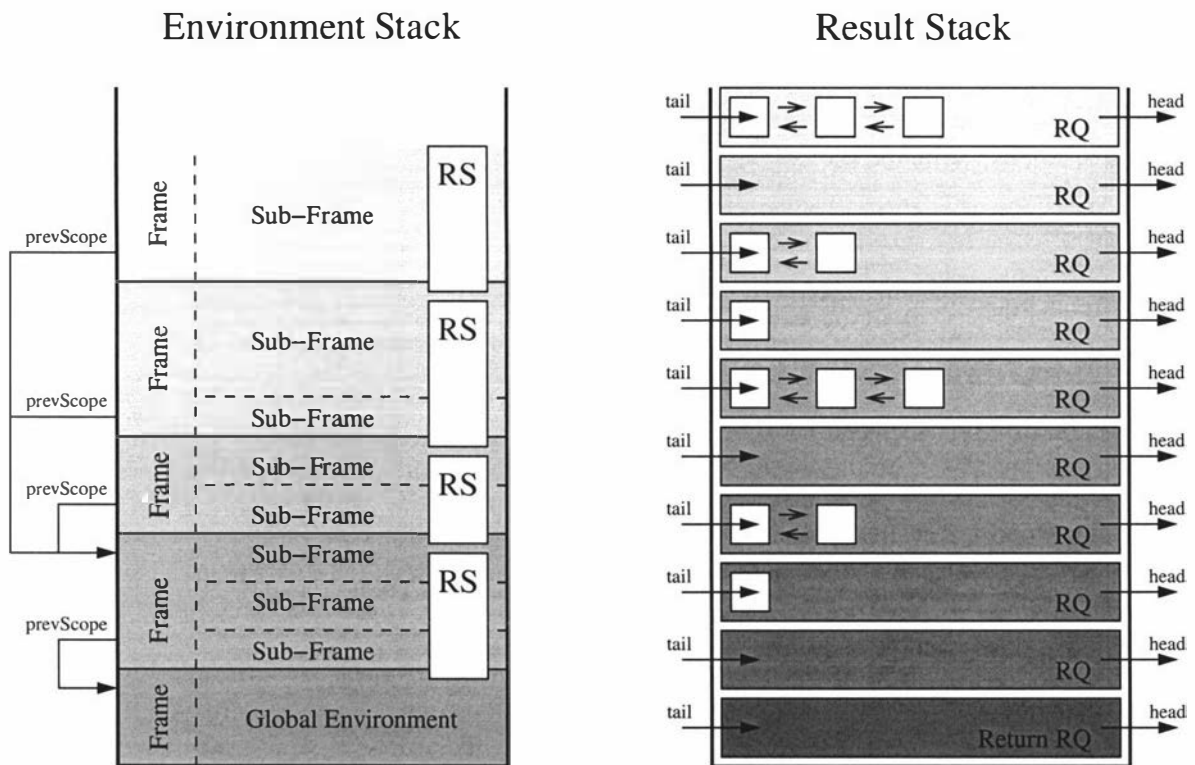 Environment Stack
Frame
Sub-Frame
RS
prevScope
Frame
Sub-Frame
RS
prevScope
Sub-Frame
Frame
Sub-Frame
RS
prevScope
Sub-Frame
Frame
Sub-Frame
RS
Sub-Frame
prevScope
Sub-Frame
Frame
Global Environment
Result Stack
tail
RQ
head
tail
RQ
head
tail
RQ
head
tail
RQ
head
tail
RQ
head
tail
RQ
head
tail
RQ
head
tail
RQ
head
tail
RQ
head
tail
Return RQ
head